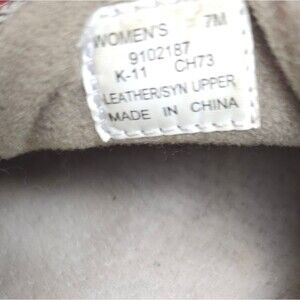 WOMEN'S 7M
9102187
K-11 CH73
LEATHER/SYN UPPER
MADE IN CHINA